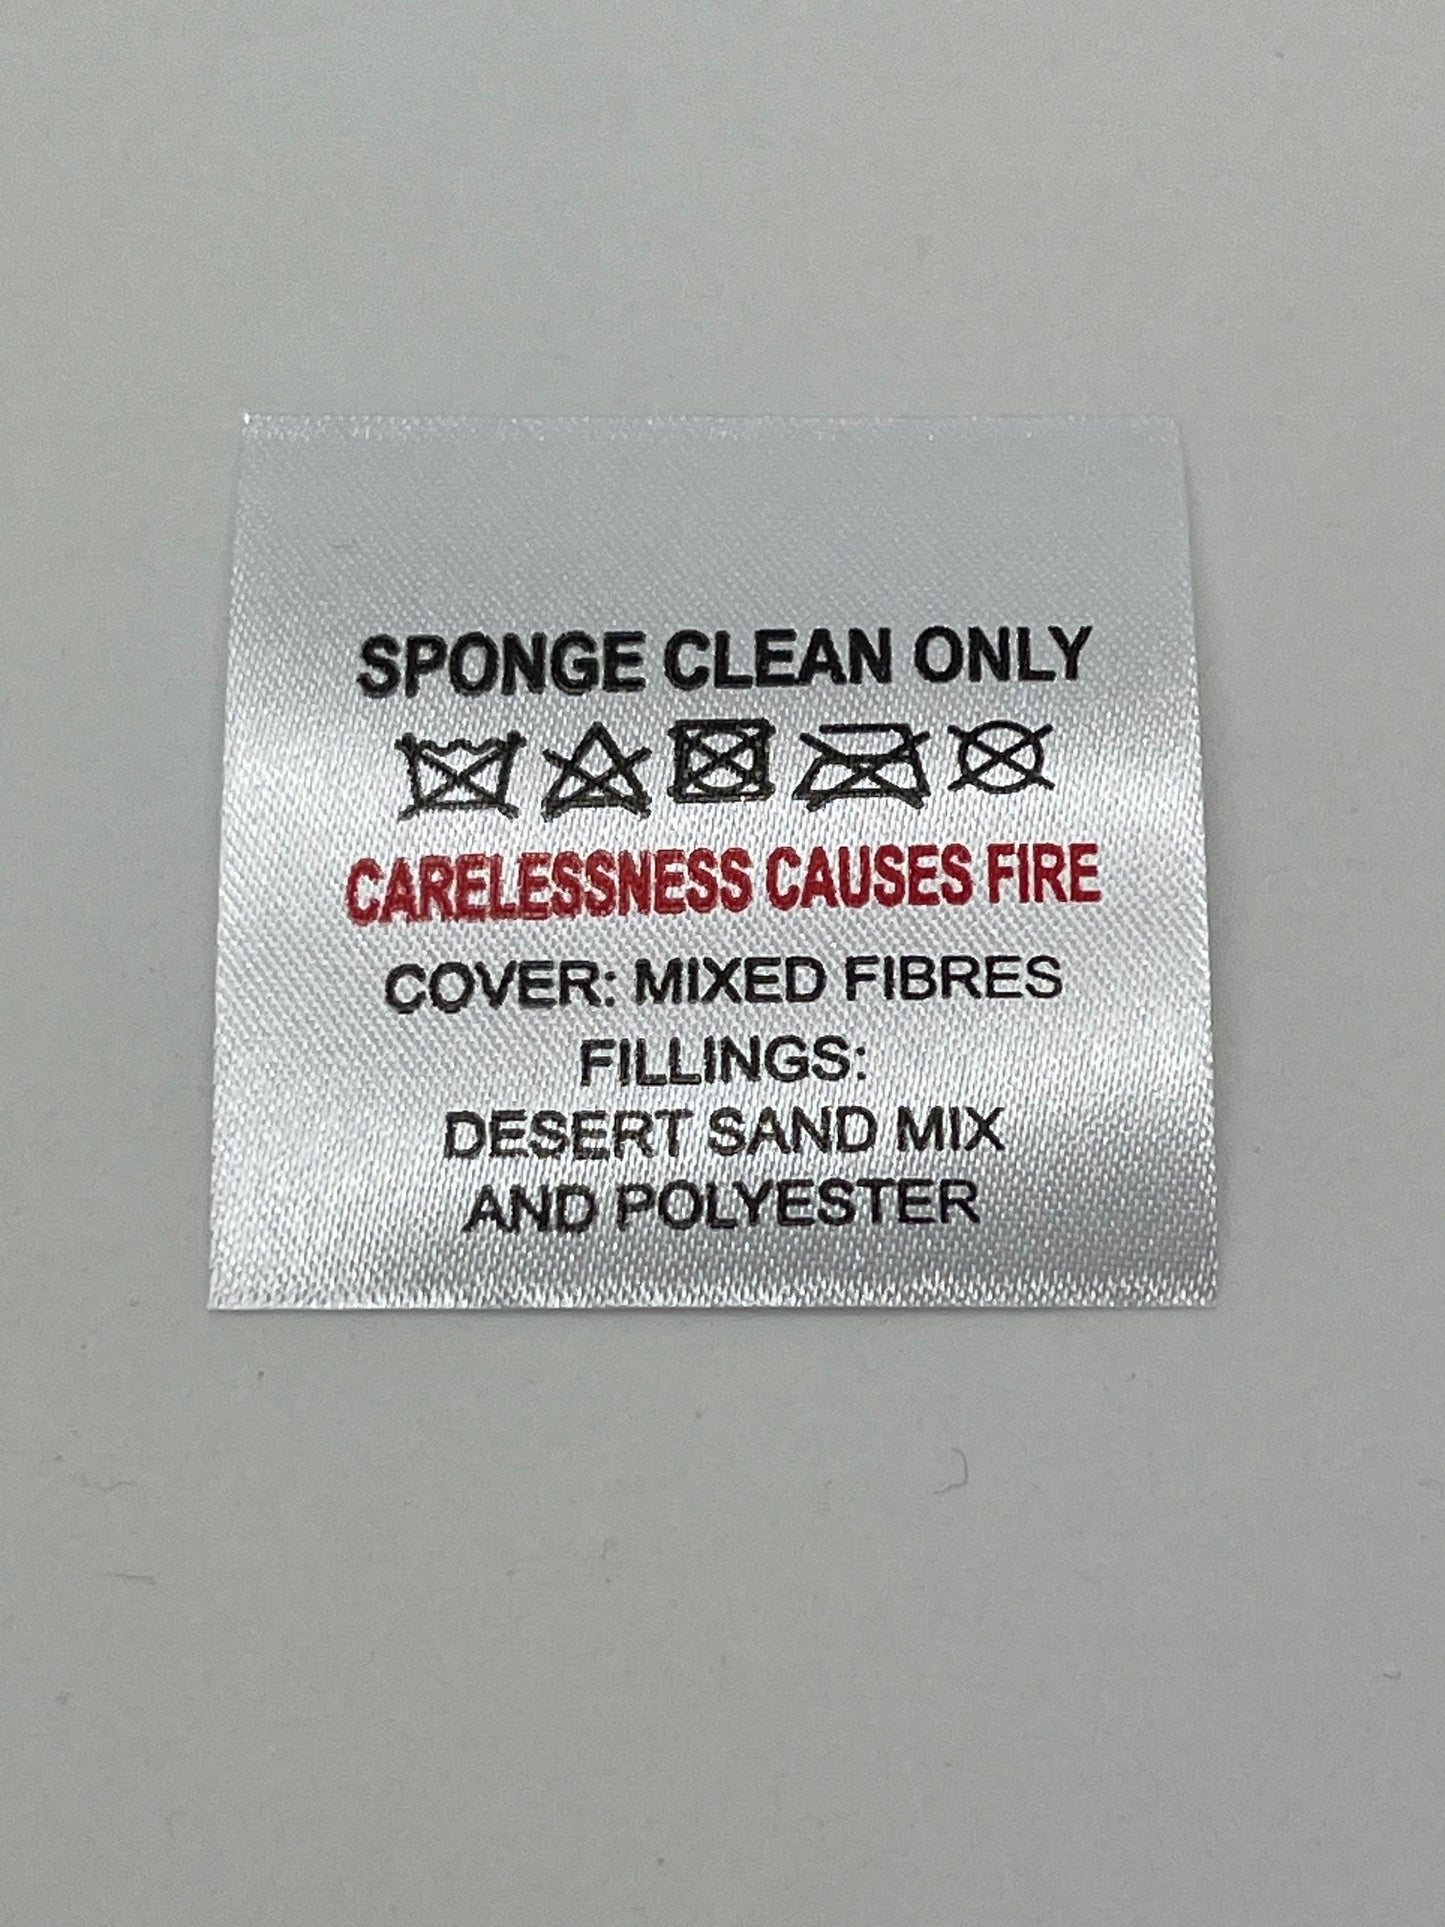 SPONGE CLEAN ONLY
CARELESSNESS CAUSES FIRE
COVER: MIXED FIBRES
FILLINGS:
DESERT SAND MIX
AND POLYESTER